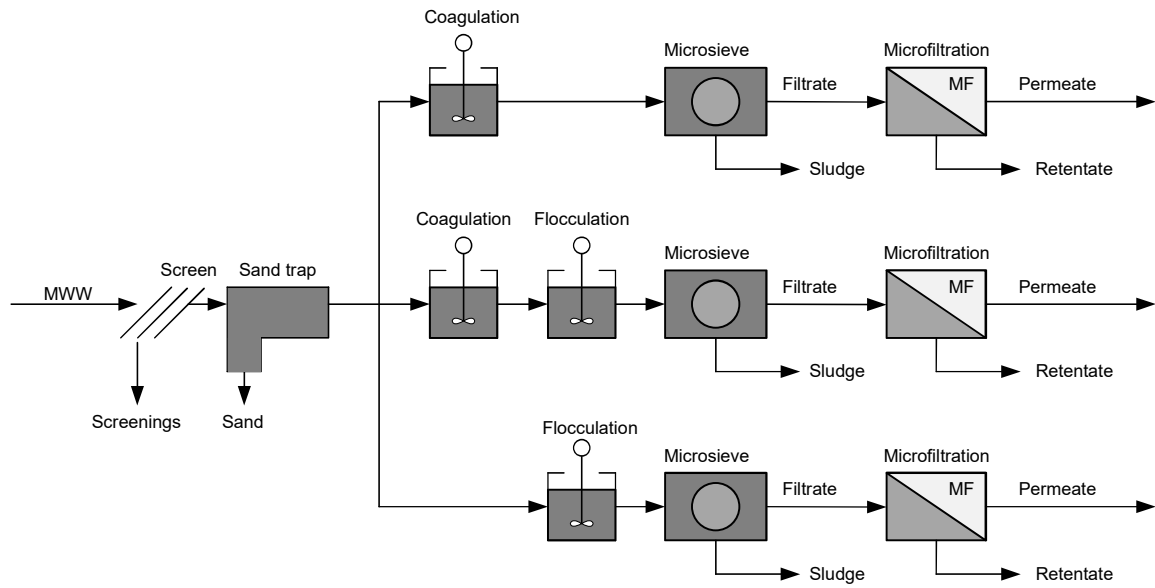 Coagulation
Microsieve
Microfiltration
Filtrate
MF
Permeate
Sludge
Retentate
Coagulation
Flocculation
Microsieve
Microfiltration
MWW
Screen
Sand trap
Filtrate
MF
Permeate
Sludge
Retentate
Screenings
Sand
Flocculation
Microsieve
Microfiltration
Filtrate
MF
Permeate
Sludge
Retentate